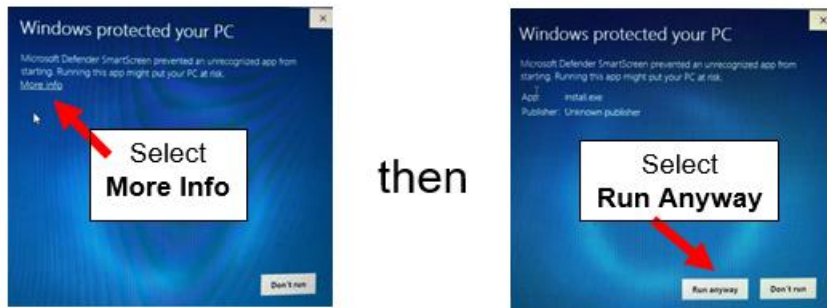 Windows protected your PC
Microsoft Defender SmartScreen prevented an unrecognized app from
starting. Running this app might put your PC at risk.
More info
Select
More Info
Don't run
then
Windows protected your PC
Microsoft Defender SmartScreen prevented an unrecognized app from
starting. Running this app might put your PC at risk.
App: install.exe
Publisher: Unknown publisher
Select
Run Anyway
Run anyway
Don't run